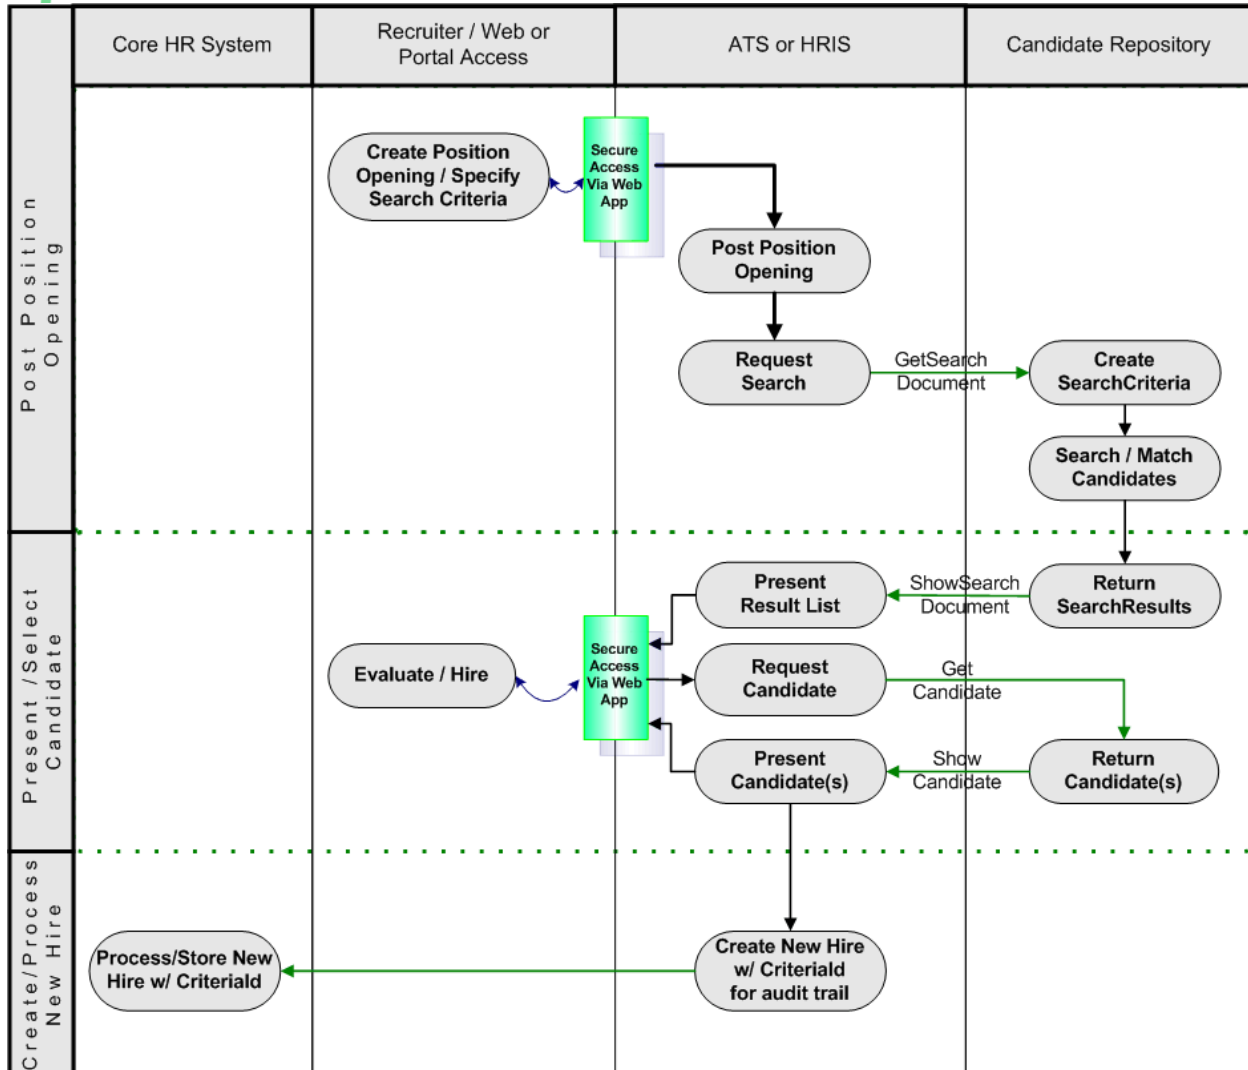 Core HR System
Recruiter / Web or
Portal Access
ATS or HRIS
Candidate Repository
Post Position
Opening
Create Position
Opening / Specify
Search Criteria
Secure
Access
Via Web
App
Post Position
Opening
Request
Search
GetSearch
Document
Create
SearchCriteria
Search / Match
Candidates
Present /Select
Candidate
Present
Result List
ShowSearch
Document
Return
SearchResults
Evaluate / Hire
Secure
Access
Via Web
App
Request
Candidate
Get
Candidate
Present
Candidate(s)
Show
Candidate
Return
Candidate(s)
Create/Process
New Hire
Process/Store New
Hire w/ CriteriaId
Create New Hire
w/ CriteriaId
for audit trail